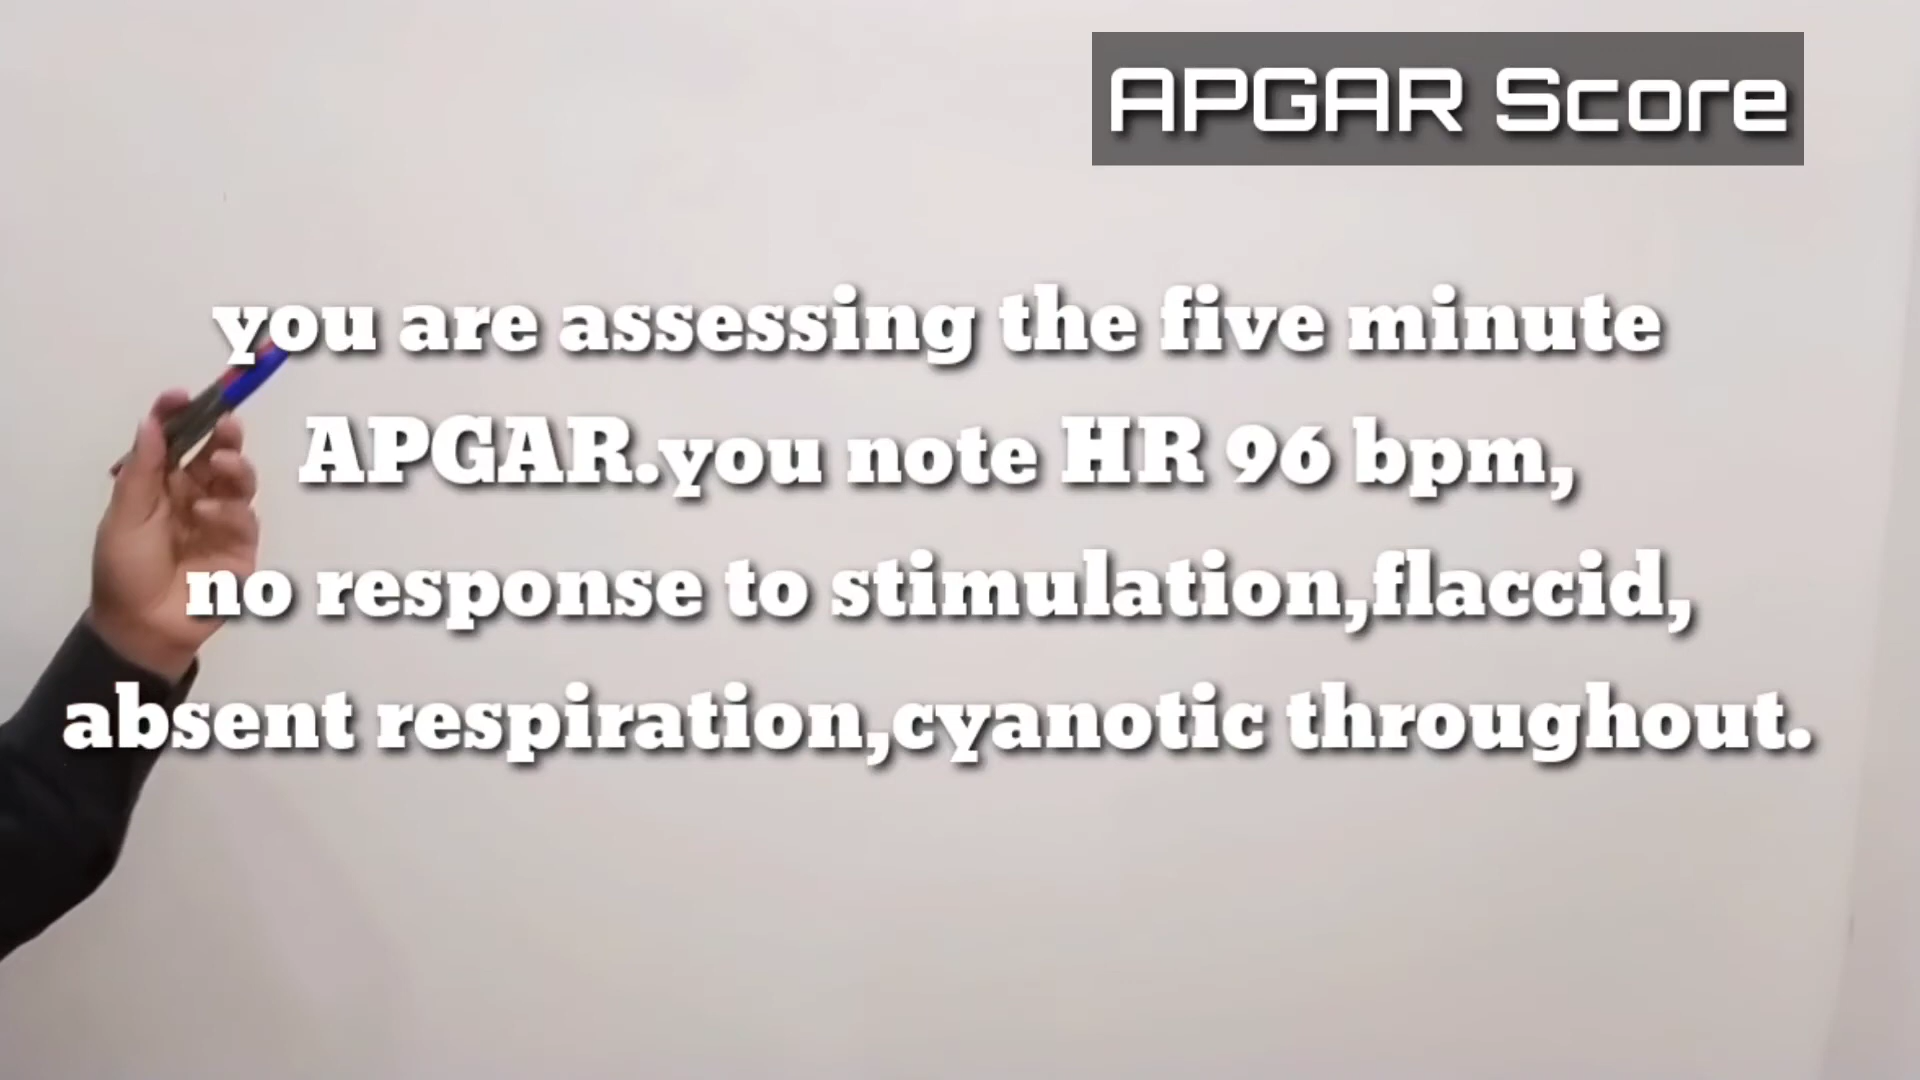 APGAR Score
you are assessing the five minute
APGAR.you note HR 96 bpm,
no response to stimulation,flaccid,
absent respiration,cyanotic throughout.